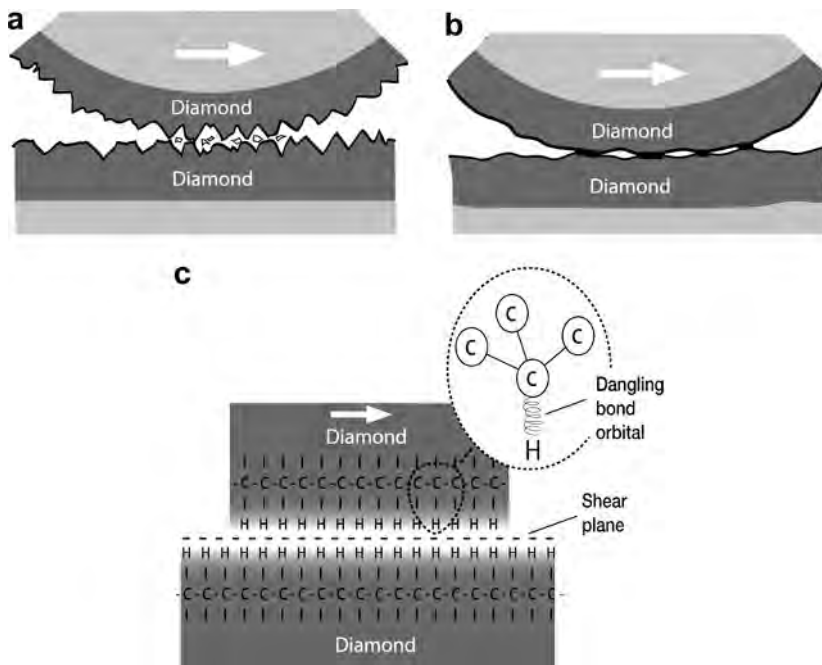 a
Diamond
Diamond
b
Diamond
Diamond
c
C
C
C
C
H
Dangling
bond
orbital
Diamond
-C-C-C-C-C-C-C-C-C-C-C-C-C-C-
H H H H H H H H H H H H H H
Shear
plane
H H H H H H H H H H H H H H H H H H H H
-C-C-C-C-C-C-C-C-C-C-C-C-C-C-C-C-C-C-C-C-
Diamond